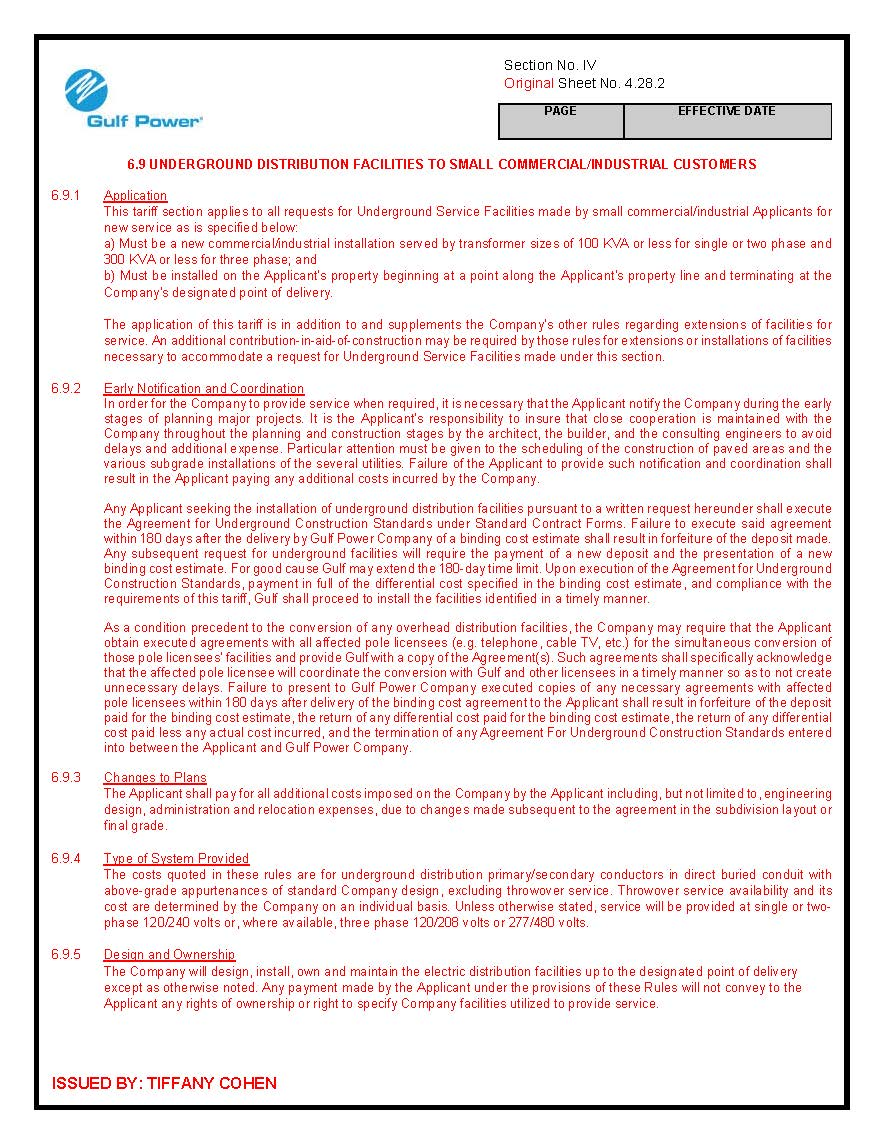 Section No. IV
Original Sheet No. 4.28.2
Gulf Power
PAGE EFFECTIVE DATE
6.9 UNDERGROUND DISTRIBUTION FACILITIES TO SMALL COMMERCIAL/INDUSTRIAL CUSTOMERS
6.9.1 Application
This tariff section applies to all requests for Underground Service Facilities made by small commercial/industrial Applicants for
new service as is specified below:
a) Must be a new commercial/industrial installation served by transformer sizes of 100 KVA or less for single or two phase and
300 KVA or less for three phase; and
b) Must be installed on the Applicant's property beginning at a point along the Applicant's property line and terminating at the
Company's designated point of delivery.
The application of this tariff is in addition to and supplements the Company's other rules regarding extensions of facilities for
service. An additional contribution-in-aid-of-construction may be required by those rules for extensions or installations of facilities
necessary to accommodate a request for Underground Service Facilities made under this section.
6.9.2 Early Notification and Coordination
In order for the Company to provide service when required, it is necessary that the Applicant notify the Company during the early
stages of planning major projects. It is the Applicant's responsibility to insure that close cooperation is maintained with the
Company throughout the planning and construction stages by the architect, the builder, and the consulting engineers to avoid
delays and additional expense. Particular attention must be given to the scheduling of the construction of paved areas and the
various subgrade installations of the several utilities. Failure of the Applicant to provide such notification and coordination shall
result in the Applicant paying any additional costs incurred by the Company.
Any Applicant seeking the installation of underground distribution facilities pursuant to a written request hereunder shall execute
the Agreement for Underground Construction Standards under Standard Contract Forms. Failure to execute said agreement
within 180 days after the delivery by Gulf Power Company of a binding cost estimate shall result in forfeiture of the deposit made.
Any subsequent request for underground facilities will require the payment of a new deposit and the presentation of a new
binding cost estimate. For good cause Gulf may extend the 180-day time limit. Upon execution of the Agreement for Underground
Construction Standards, payment in full of the differential cost specified in the binding cost estimate, and compliance with the
requirements of this tariff, Gulf shall proceed to install the facilities identified in a timely manner.
As a condition precedent to the conversion of any overhead distribution facilities, the Company may require that the Applicant
obtain executed agreements with all affected pole licensees (e.g. telephone, cable TV, etc.) for the simultaneous conversion of
those pole licensees' facilities and provide Gulf with a copy of the Agreement(s). Such agreements shall specifically acknowledge
that the affected pole licensee will coordinate the conversion with Gulf and other licensees in a timely manner so as to not create
unnecessary delays. Failure to present to Gulf Power Company executed copies of any necessary agreements with affected
pole licensees within 180 days after delivery of the binding cost agreement to the Applicant shall result in forfeiture of the deposit
paid for the binding cost estimate, the return of any differential cost paid for the binding cost estimate, the return of any differential
cost paid less any actual cost incurred, and the termination of any Agreement For Underground Construction Standards entered
into between the Applicant and Gulf Power Company.
6.9.3 Changes to Plans
The Applicant shall pay for all additional costs imposed on the Company by the Applicant including, but not limited to, engineering
design, administration and relocation expenses, due to changes made subsequent to the agreement in the subdivision layout or
final grade.
6.9.4 Type of System Provided
The costs quoted in these rules are for underground distribution primary/secondary conductors in direct buried conduit with
above-grade appurtenances of standard Company design, excluding throwover service. Throwover service availability and its
cost are determined by the Company on an individual basis. Unless otherwise stated, service will be provided at single or two-
phase 120/240 volts or, where available, three phase 120/208 volts or 277/480 volts.
6.9.5 Design and Ownership
The Company will design, install, own and maintain the electric distribution facilities up to the designated point of delivery
except as otherwise noted. Any payment made by the Applicant under the provisions of these Rules will not convey to the
Applicant any rights of ownership or right to specify Company facilities utilized to provide service.
ISSUED BY: TIFFANY COHEN